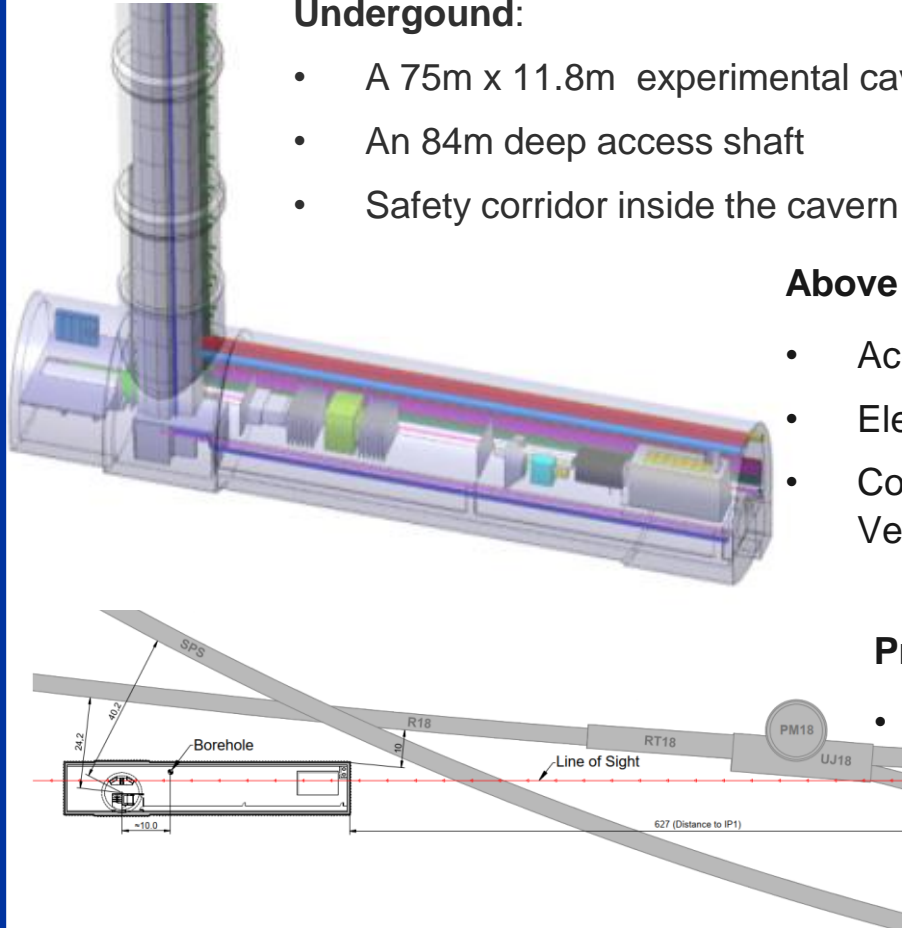 Undergound:
• A 75m x 11.8m experimental cav
• An 84m deep access shaft
• Safety corridor inside the cavern
Above
• Ac
• Ele
• Co
Ve
SPS
40,2
24,2
R18
10
RT18
PM18
UJ18
Borehole
Line of Sight
~10.0
627 (Distance to IP1)
Pr
•